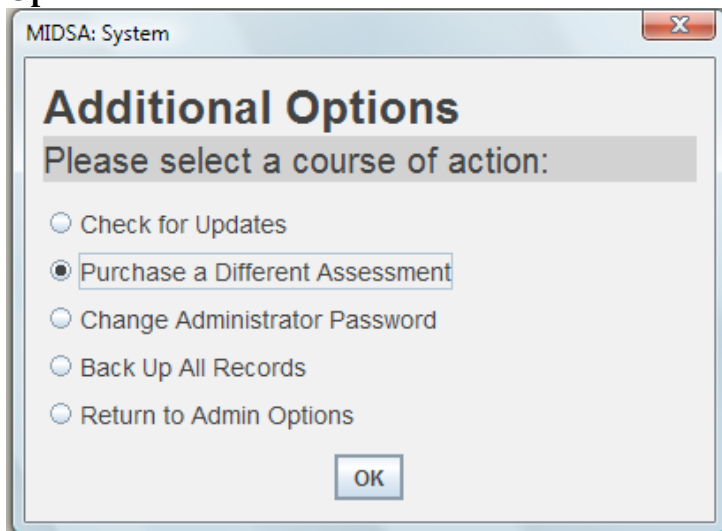 MIDSA: System
Additional Options
Please select a course of action:
Check for Updates
Purchase a Different Assessment
Change Administrator Password
Back Up All Records
Return to Admin Options
OK